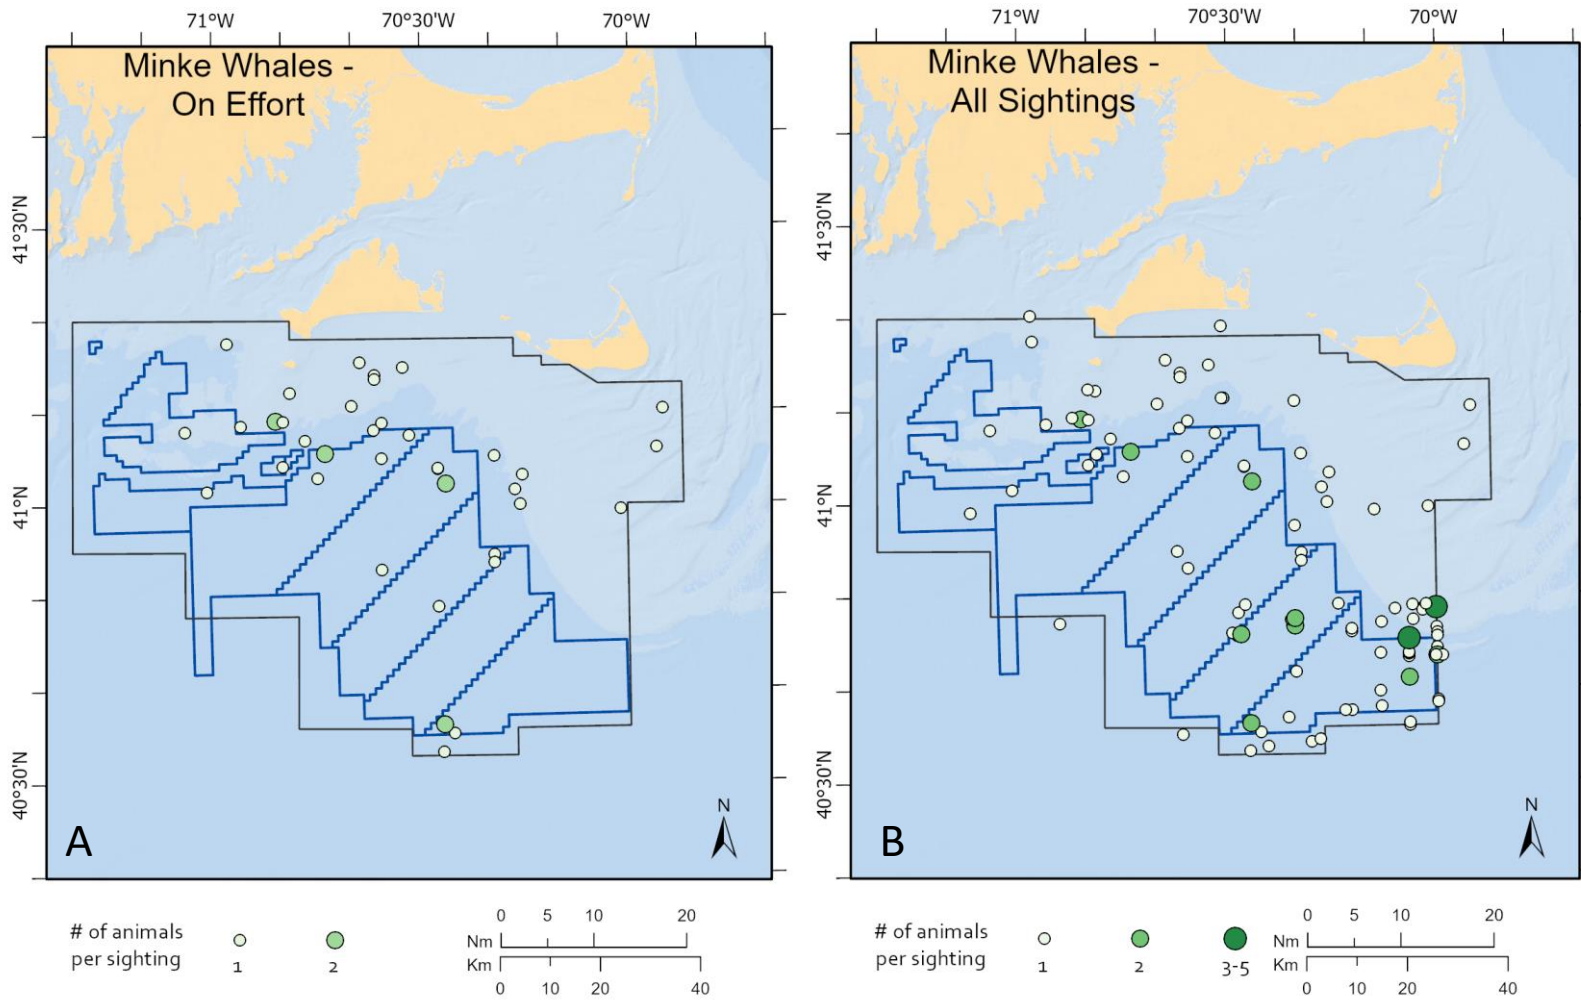 71°W 70°30'W 70°W
Minke Whales -
On Effort
41°30'N
41°N
40°30'N
N
A
# of animals
per sighting
1 2
0 5 10 20
Nm
Km
0 10 20 40
71°W 70°30'W 70°W
Minke Whales -
All Sightings
41°30'N
41°N
40°30'N
N
B
# of animals
per sighting
1 2 3-5
0 5 10 20
Nm
Km
0 10 20 40